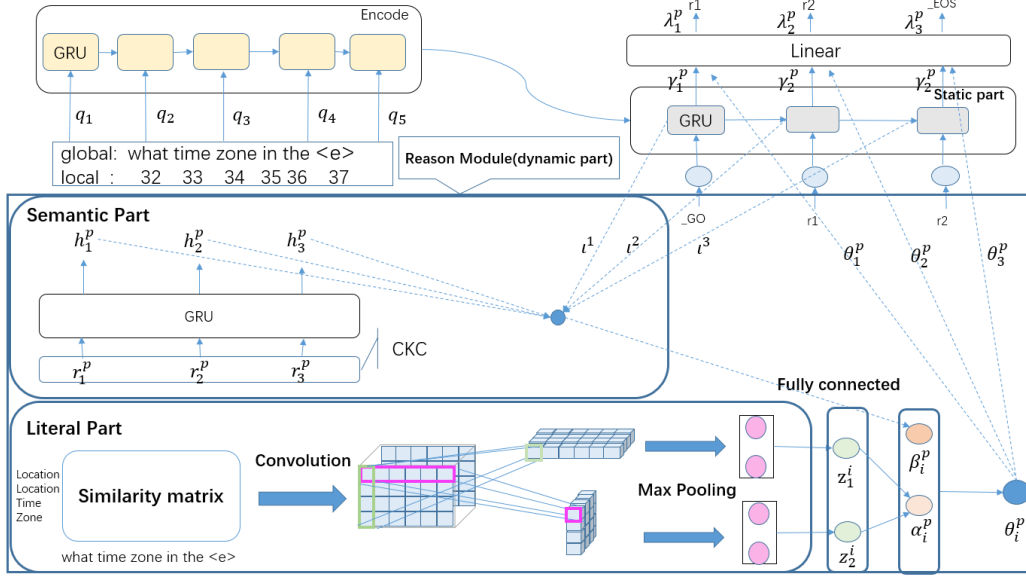 Encode
GRU
q₁ q₂ q₃ q₄ q₅
global: what time zone in the <e>
local : 32 33 34 35 36 37
r1 r2 _EOS
λ₁ᵖ λ₂ᵖ λ₃ᵖ
Linear
γ₁ᵖ γ₂ᵖ γ₂ᵖ
Static part
GRU
_GO r1 r2
Reason Module(dynamic part)
Semantic Part
h₁ᵖ h₂ᵖ h₃ᵖ
ι¹ ι² ι³
θ₁ᵖ θ₂ᵖ θ₃ᵖ
GRU
CKC
r₁ᵖ r₂ᵖ r₃ᵖ
Fully connected
Literal Part
Location
Location
Time
Zone
Similarity matrix
what time zone in the <e>
Convolution
Max Pooling
z₁ⁱ
z₂ⁱ
βᵢᵖ
αᵢᵖ
θᵢᵖ